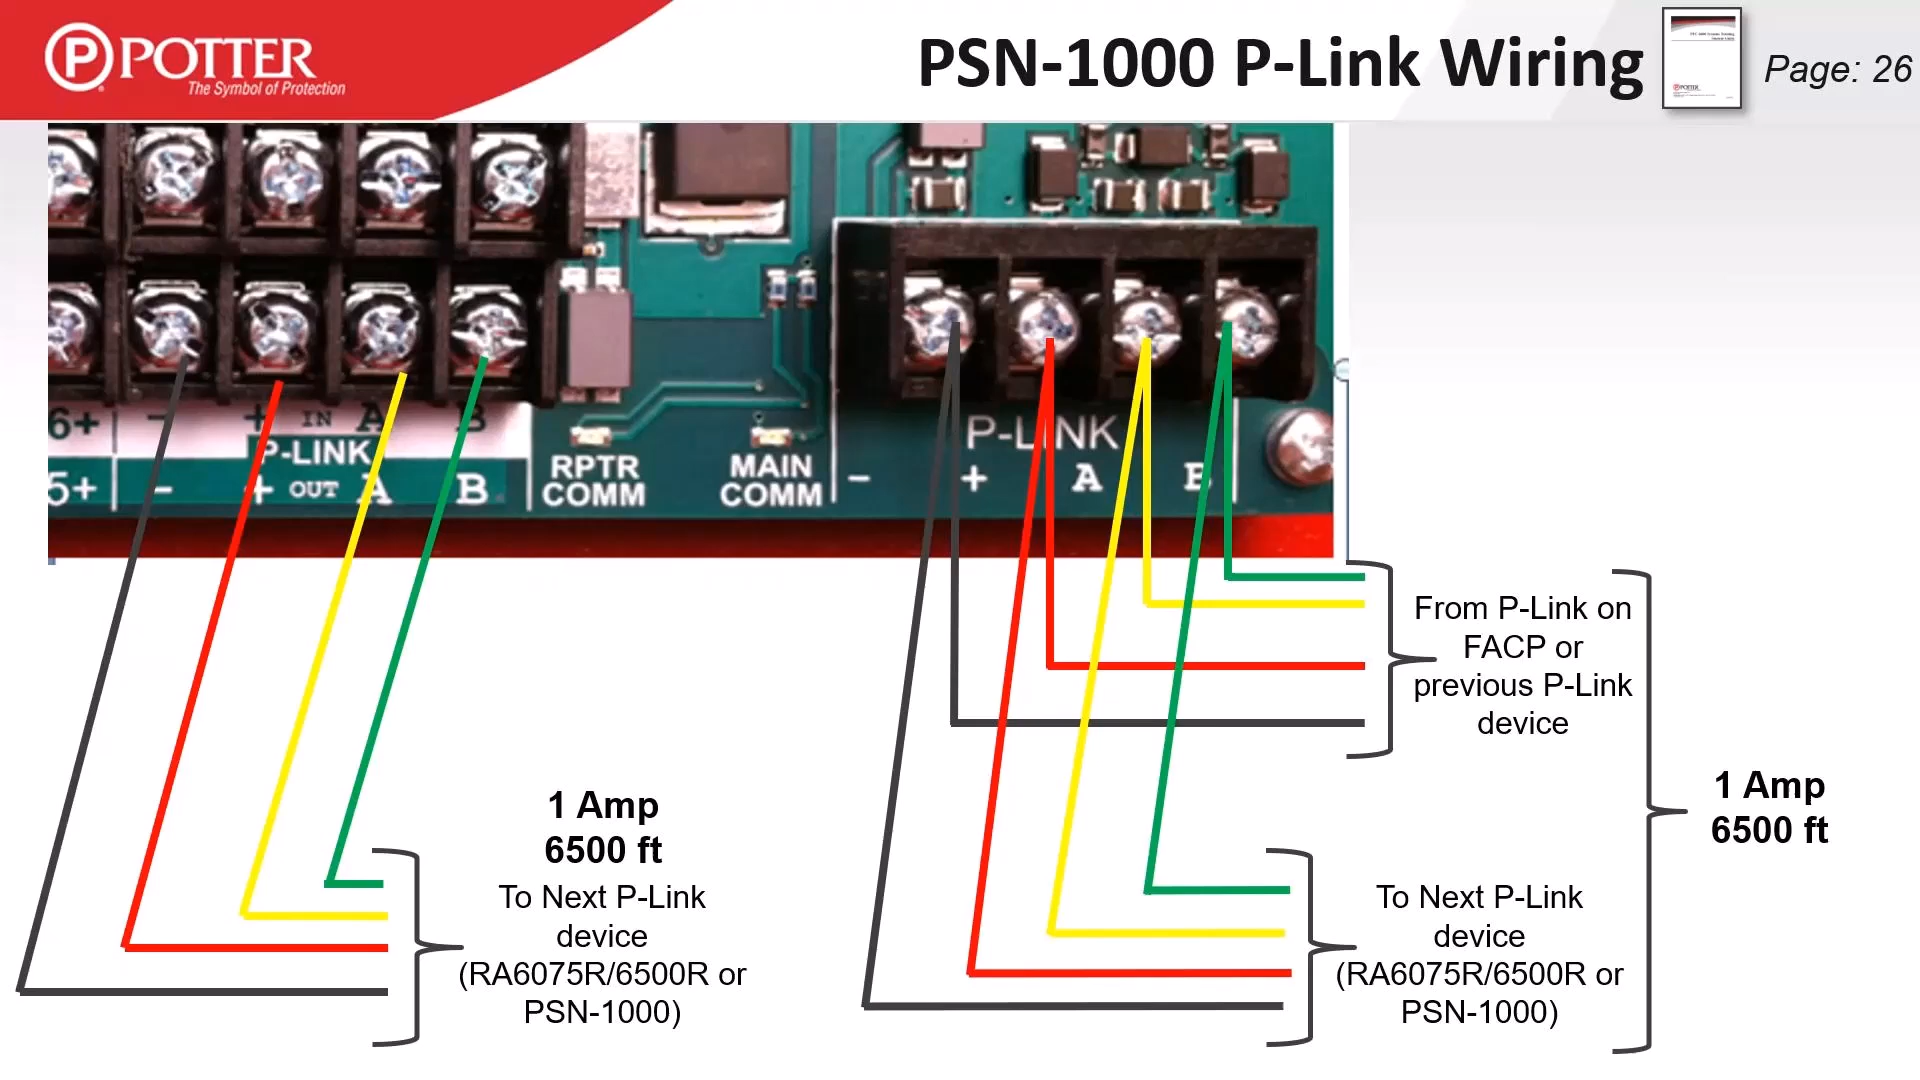 POTTER
The Symbol of Protection
PSN-1000 P-Link Wiring
POTTER
Page: 26
6+ - + IN A B
P-LINK
5+ - + OUT A B
RPTR
COMM
MAIN
COMM
P-LINK
- + A B
From P-Link on
FACP or
previous P-Link
device
1 Amp
6500 ft
1 Amp
6500 ft
To Next P-Link
device
(RA6075R/6500R or
PSN-1000)
To Next P-Link
device
(RA6075R/6500R or
PSN-1000)